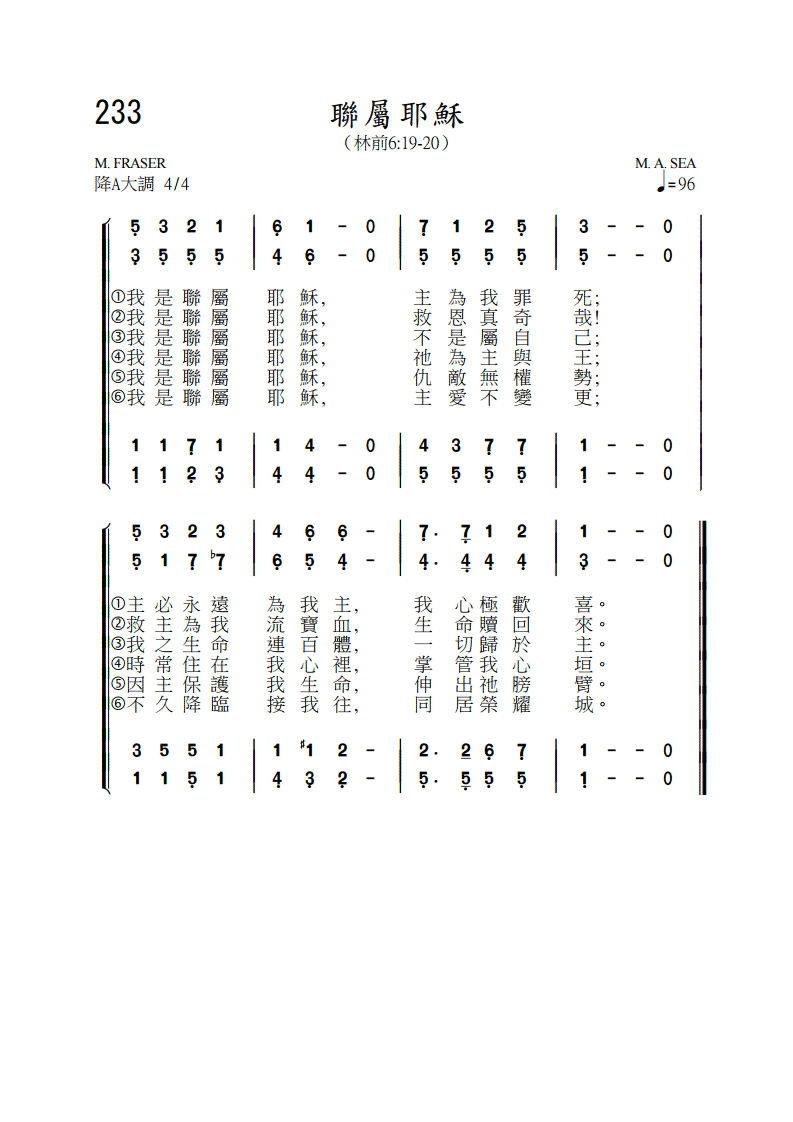 233
聯屬耶穌
（林前6:19-20）
M. FRASER M. A. SEA
降A大調 4/4 ♩=96
5̣ 3 2 1 | 6̣ 1 - 0 | 7̣ 1 2 5̣ | 3 - - 0
3̣ 5̣ 5̣ 5̣ | 4̣ 6̣ - 0 | 5̣ 5̣ 5̣ 5̣ | 5̣ - - 0
①我是聯屬 耶穌, 主為我罪 死;
②我是聯屬 耶穌, 救恩真奇 哉!
③我是聯屬 耶穌, 不是屬自 己;
④我是聯屬 耶穌, 祂為主與 王;
⑤我是聯屬 耶穌, 仇敵無權 勢;
⑥我是聯屬 耶穌, 主愛不變 更;
1 1 7̣ 1 | 1 4 - 0 | 4 3 7̣ 7̣ | 1 - - 0
1̣ 1̣ 2̣ 3̣ | 4̣ 4̣ - 0 | 5̣ 5̣ 5̣ 5̣ | 1̣ - - 0
5̣ 3 2 3 | 4 6̣ 6̣ - | 7̣. 7̣ 1 2 | 1 - - 0
5̣ 1 7̣ ♭7̣ | 6̣ 5̣ 4̣ - | 4̣. 4̣ 4̣ 4̣ | 3̣ - - 0
①主必永遠 為我主, 我 心極歡 喜。
②救主為我 流寶血, 生 命贖回 來。
③我之生命 連百體, 一 切歸於 主。
④時常住在 我心裡, 掌 管我心 垣。
⑤因主保護 我生命, 伸 出祂膀 臂。
⑥不久降臨 接我往, 同 居榮耀 城。
3 5 5 1 | 1 ♯1 2 - | 2. 2 6̣ 7̣ | 1 - - 0
1 1 5̣ 1 | 4̣ 3̣ 2̣ - | 5̣. 5̣ 5̣ 5̣ | 1̣ - - 0